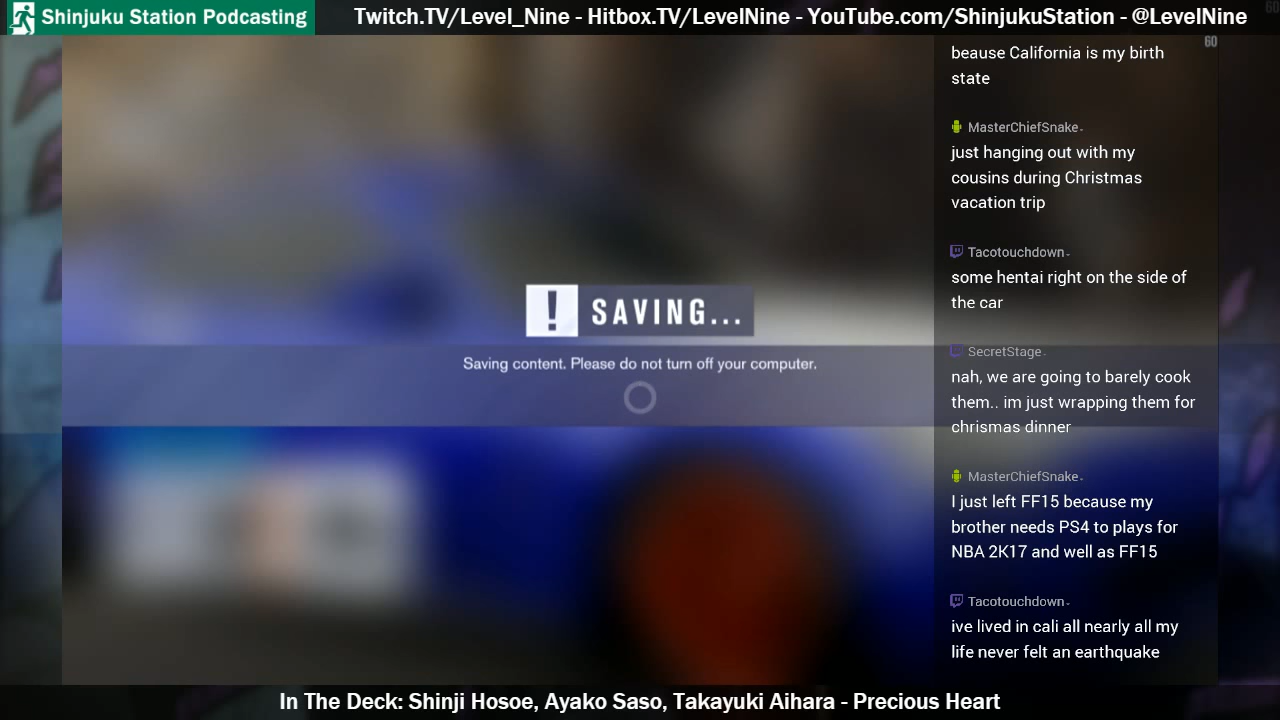 Shinjuku Station Podcasting
Twitch.TV/Level_Nine - Hitbox.TV/LevelNine - YouTube.com/ShinjukuStation - @LevelNine
60
60
beause California is my birth
state
MasterChiefSnake
just hanging out with my
cousins during Christmas
vacation trip
Tacotouchdown
some hentai right on the side of
the car
SecretStage
nah, we are going to barely cook
them.. im just wrapping them for
chrismas dinner
MasterChiefSnake
I just left FF15 because my
brother needs PS4 to plays for
NBA 2K17 and well as FF15
Tacotouchdown
ive lived in cali all nearly all my
life never felt an earthquake
! SAVING...
Saving content. Please do not turn off your computer.
In The Deck: Shinji Hosoe, Ayako Saso, Takayuki Aihara - Precious Heart